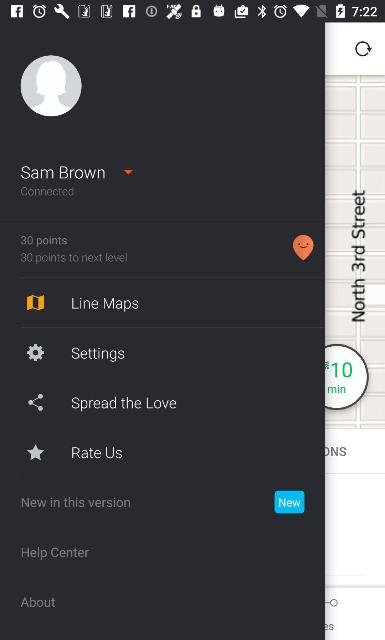 7:22
Sam Brown
Connected
30 points
30 points to next level
Line Maps
Settings
Spread the Love
Rate Us
New in this version
New
Help Center
About
North 3rd Street
10
min
ONS
es